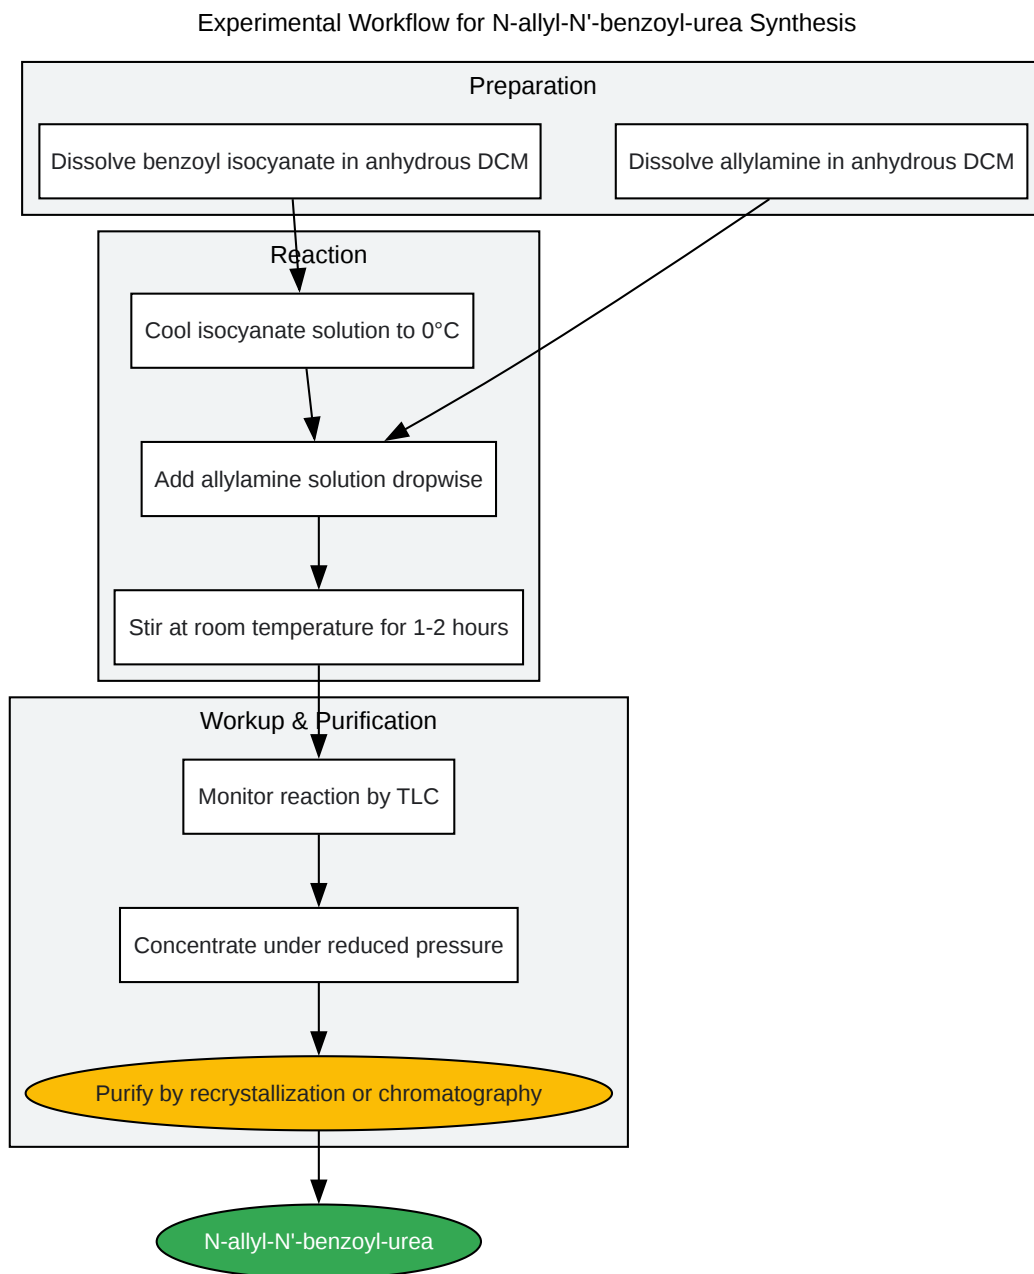 Experimental Workflow for N-allyl-N'-benzoyl-urea Synthesis
Preparation
Dissolve benzoyl isocyanate in anhydrous DCM
Dissolve allylamine in anhydrous DCM
Reaction
Cool isocyanate solution to 0°C
Add allylamine solution dropwise
Stir at room temperature for 1-2 hours
Workup & Purification
Monitor reaction by TLC
Concentrate under reduced pressure
Purify by recrystallization or chromatography
N-allyl-N'-benzoyl-urea